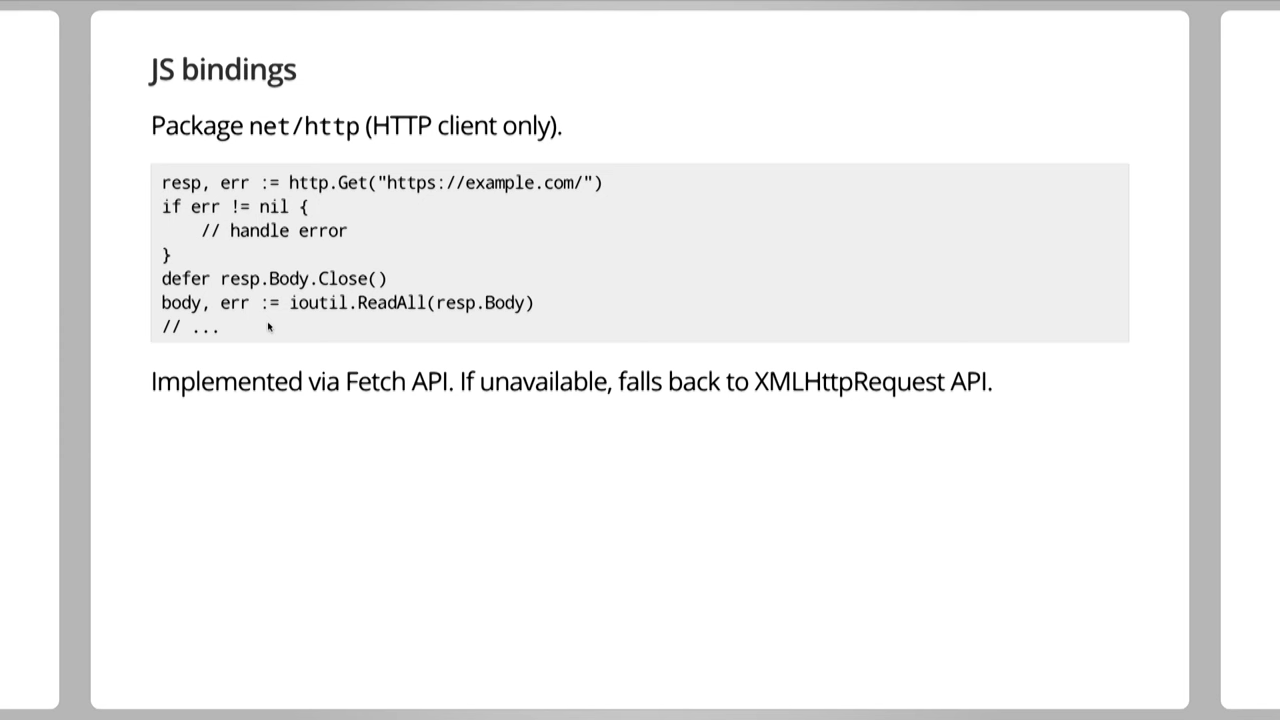 JS bindings
Package net/http (HTTP client only).
resp, err := http.Get("https://example.com/")
if err != nil {
    // handle error
}
defer resp.Body.Close()
body, err := ioutil.ReadAll(resp.Body)
// ...
Implemented via Fetch API. If unavailable, falls back to XMLHttpRequest API.